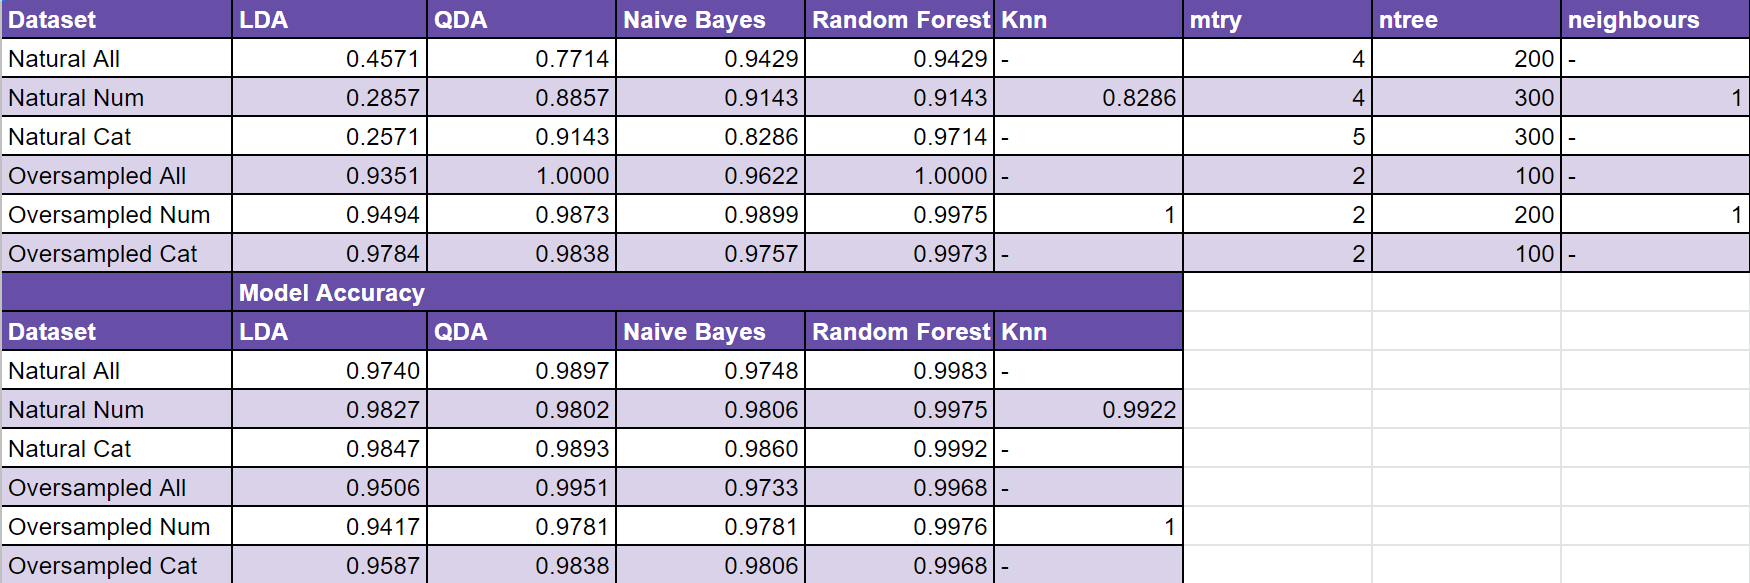 Dataset LDA QDA Naive Bayes Random Forest Knn mtry ntree neighbours
Natural All 0.4571 0.7714 0.9429 0.9429 - 4 200 -
Natural Num 0.2857 0.8857 0.9143 0.9143 0.8286 4 300 1
Natural Cat 0.2571 0.9143 0.8286 0.9714 - 5 300 -
Oversampled All 0.9351 1.0000 0.9622 1.0000 - 2 100 -
Oversampled Num 0.9494 0.9873 0.9899 0.9975 1 2 200 1
Oversampled Cat 0.9784 0.9838 0.9757 0.9973 - 2 100 -
Model Accuracy
Dataset LDA QDA Naive Bayes Random Forest Knn
Natural All 0.9740 0.9897 0.9748 0.9983 -
Natural Num 0.9827 0.9802 0.9806 0.9975 0.9922
Natural Cat 0.9847 0.9893 0.9860 0.9992 -
Oversampled All 0.9506 0.9951 0.9733 0.9968 -
Oversampled Num 0.9417 0.9781 0.9781 0.9976 1
Oversampled Cat 0.9587 0.9838 0.9806 0.9968 -